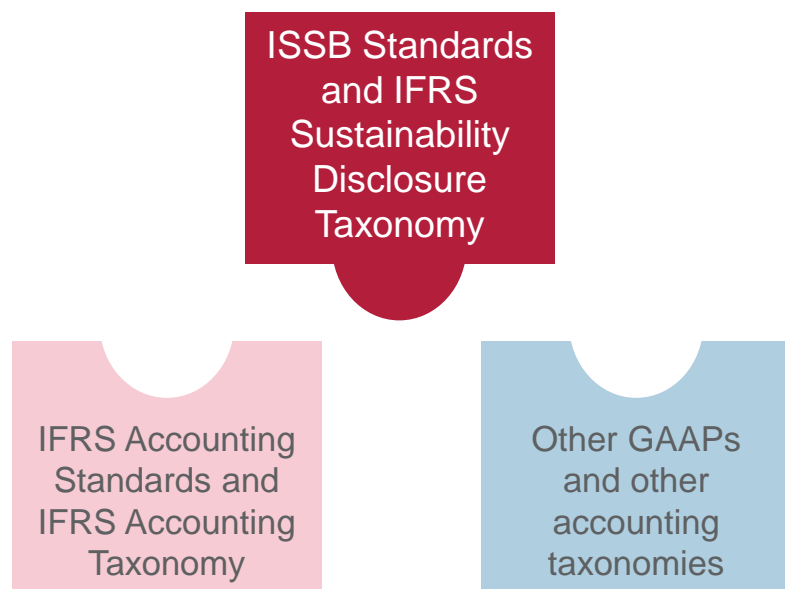 ISSB Standards
and IFRS
Sustainability
Disclosure
Taxonomy
IFRS Accounting
Standards and
IFRS Accounting
Taxonomy
Other GAAPs
and other
accounting
taxonomies